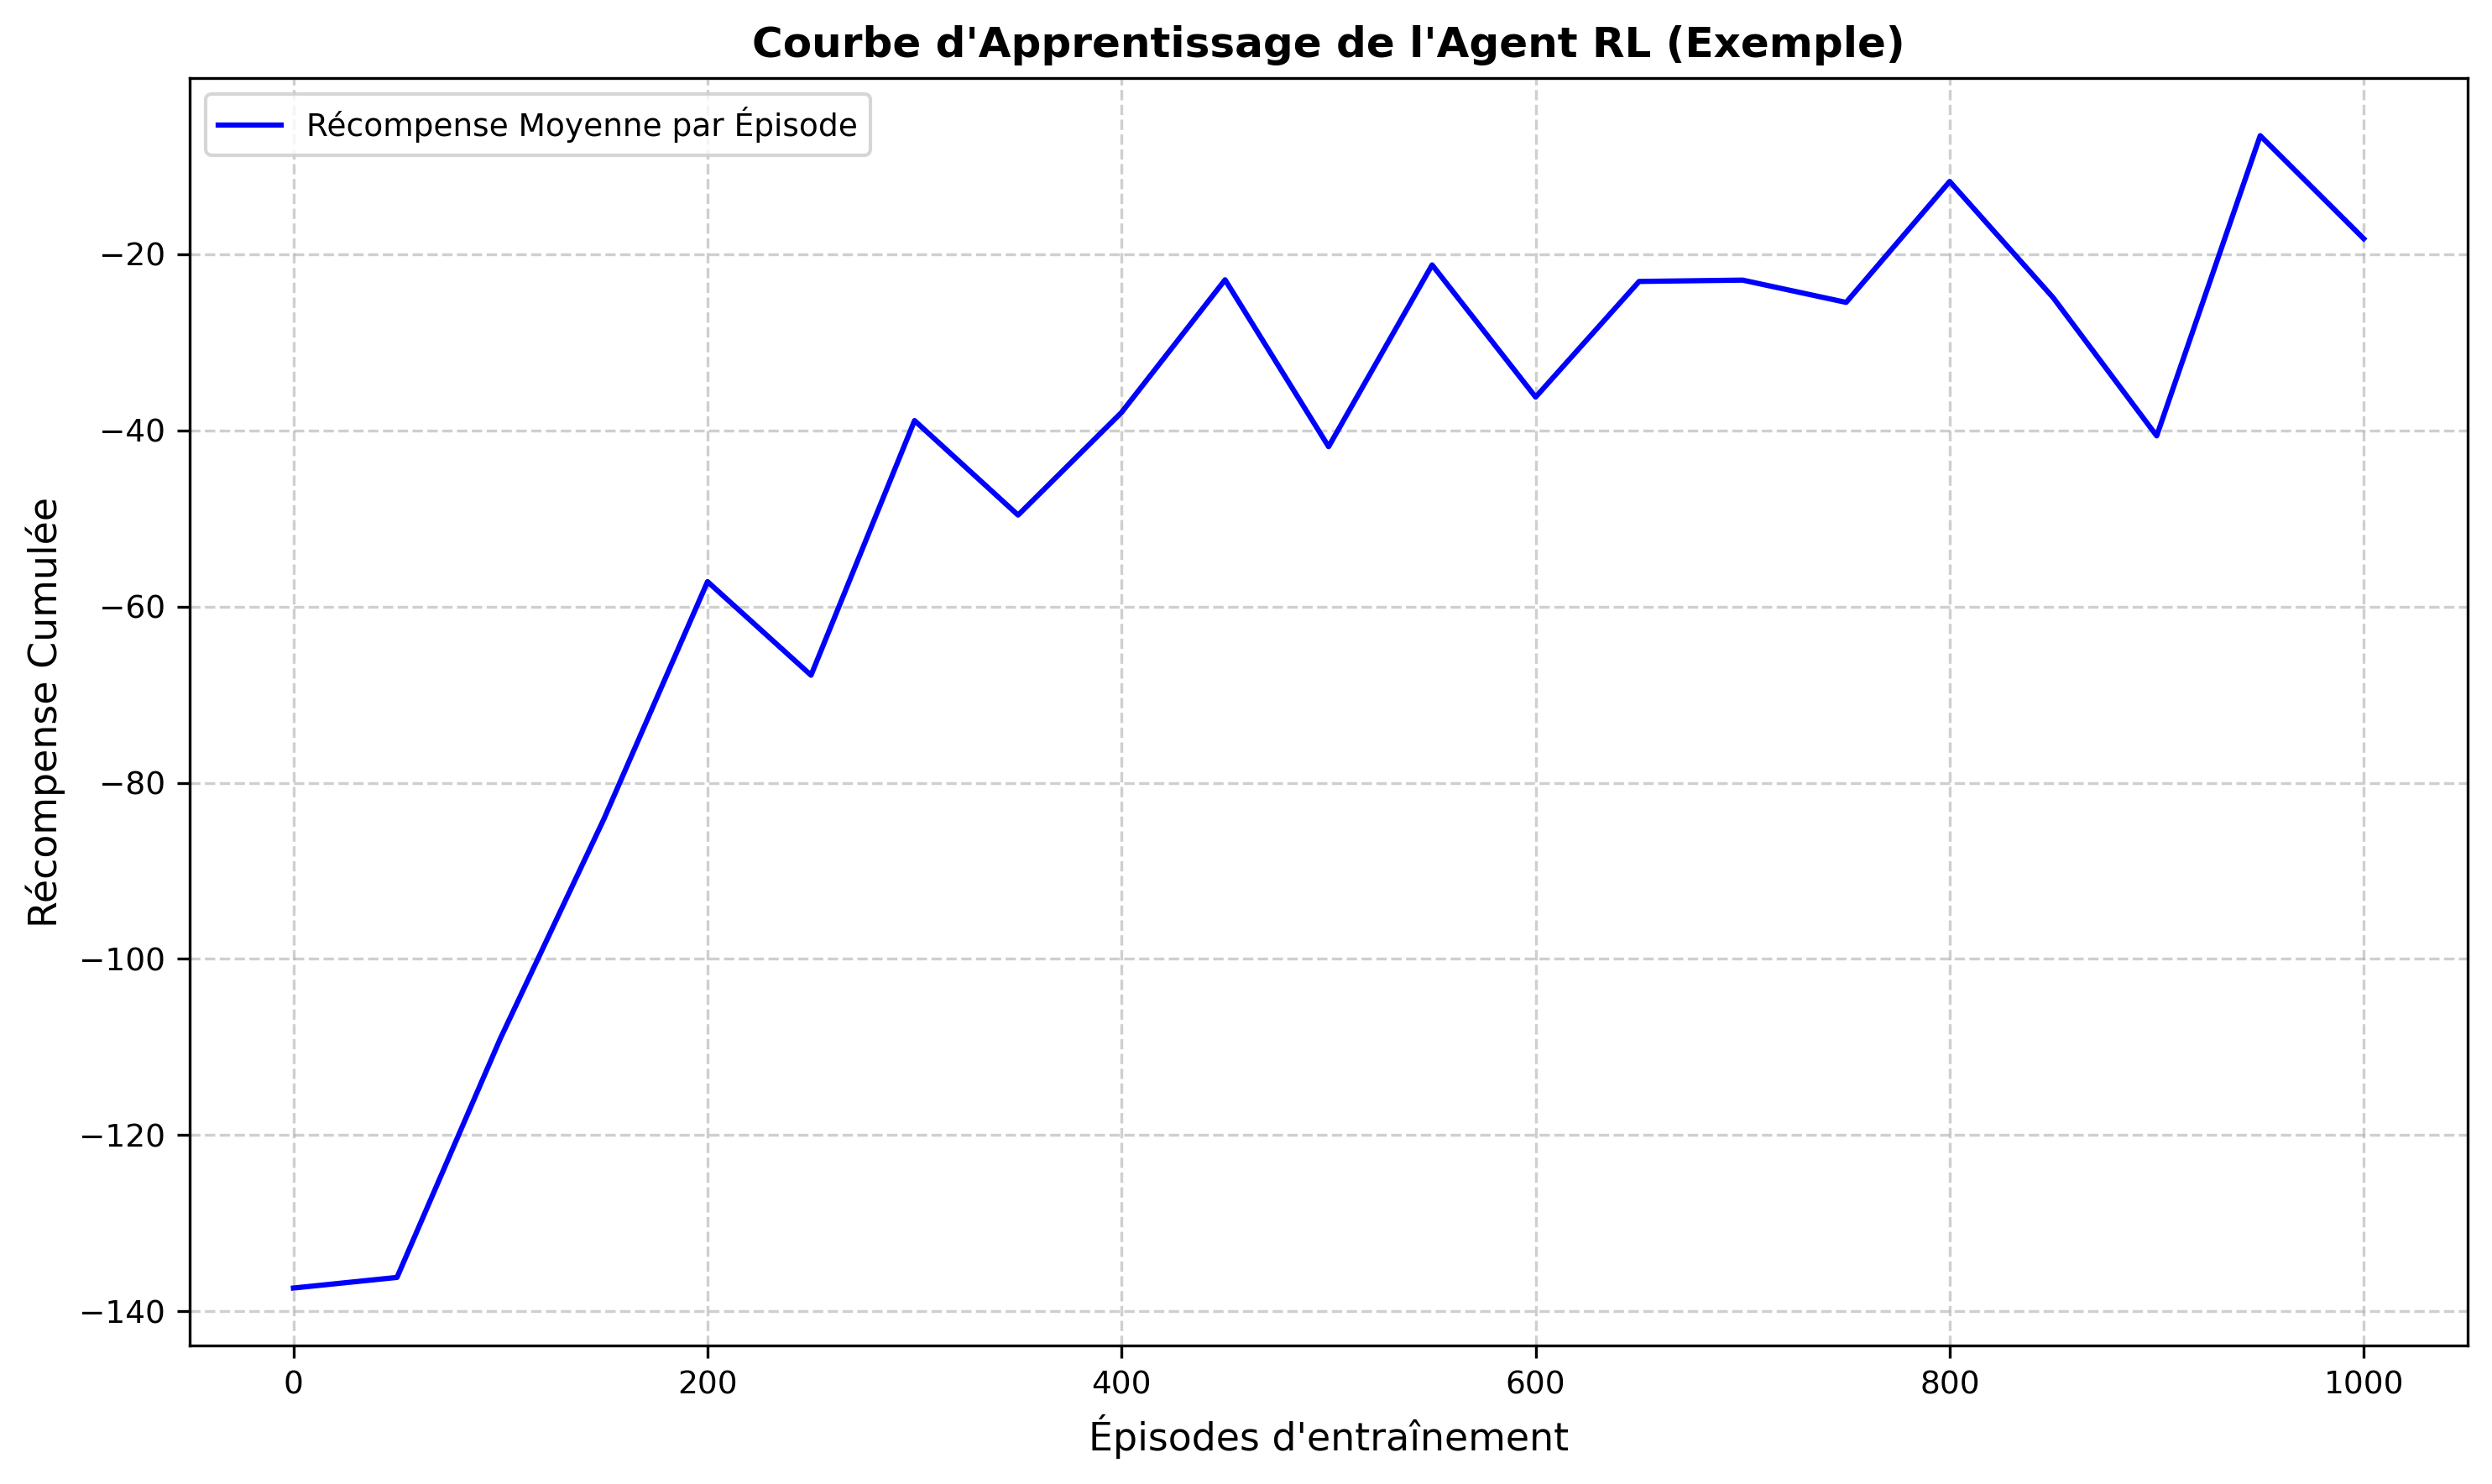 Courbe d'Apprentissage de l'Agent RL (Exemple)
Récompense Moyenne par Épisode
Récompense Cumulée
−20
−40
−60
−80
−100
−120
−140
0 200 400 600 800 1000
Épisodes d'entraînement